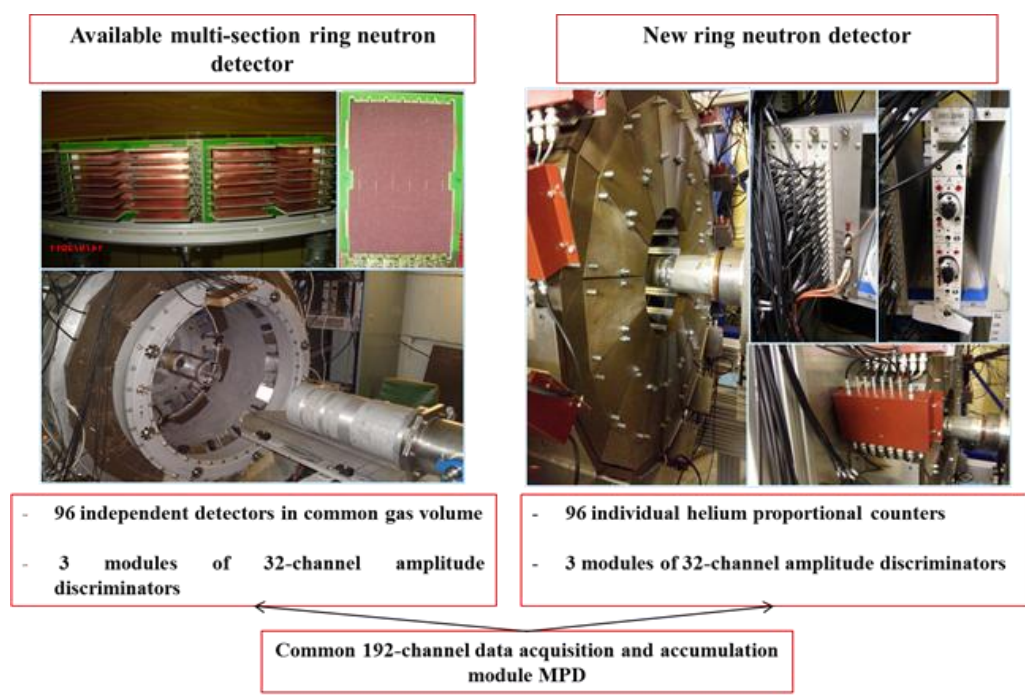 Available multi-section ring neutron
detector
New ring neutron detector
- 96 independent detectors in common gas volume
- 3 modules of 32-channel amplitude
discriminators
- 96 individual helium proportional counters
- 3 modules of 32-channel amplitude discriminators
Common 192-channel data acquisition and accumulation
module MPD